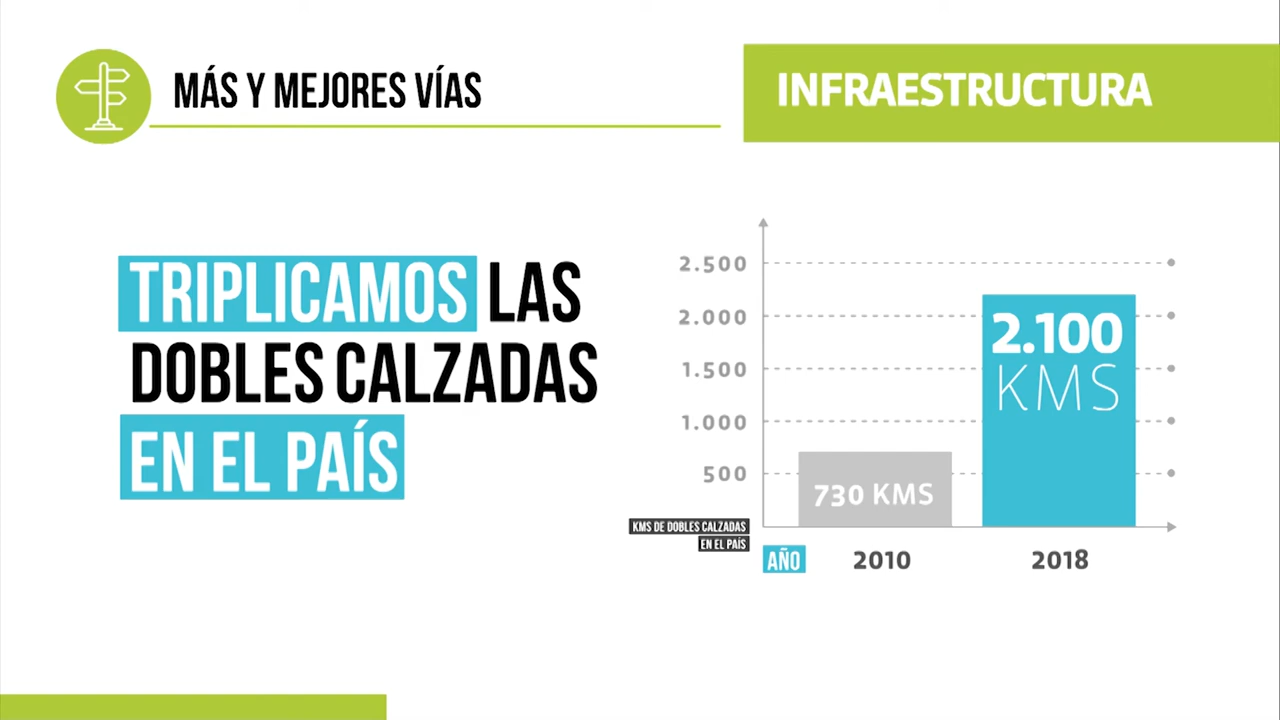 MÁS Y MEJORES VÍAS
INFRAESTRUCTURA
TRIPLICAMOS LAS
DOBLES CALZADAS
EN EL PAÍS
2.500
2.000
1.500
1.000
500
2.100
KMS
730 KMS
KMS DE DOBLES CALZADAS
EN EL PAÍS
AÑO
2010
2018